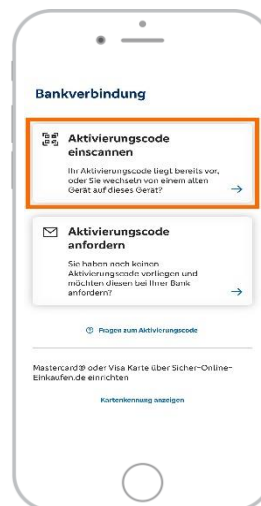 Bankverbindung
Aktivierungscode
einscannen
Ihr Aktivierungscode liegt bereits vor,
oder Sie wechseln von einem alten
Gerät auf dieses Gerät?
Aktivierungscode
anfordern
Sie haben noch keinen
Aktivierungscode vorliegen und
möchten diesen bei Ihrer Bank
anfordern?
Fragen zum Aktivierungscode
Mastercard® oder Visa Karte über Sicher-Online-
Einkaufen.de einrichten
Kartenkennung anzeigen